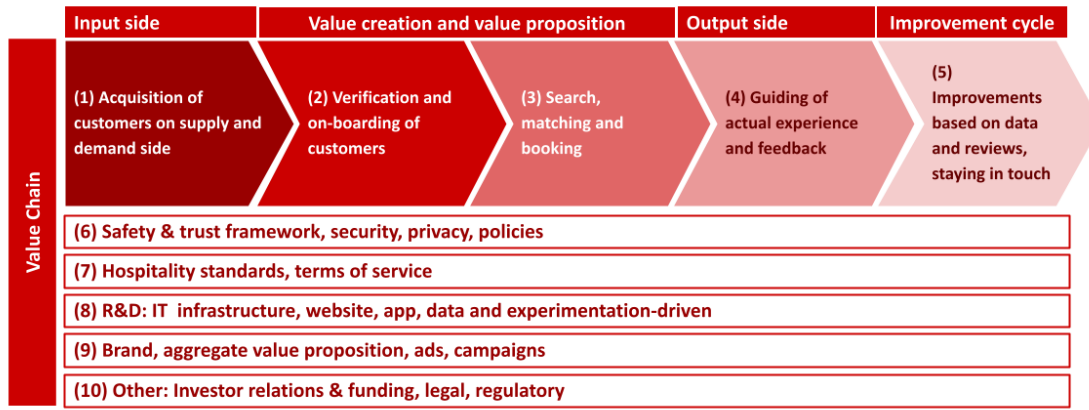 Input side
Value creation and value proposition
Output side
Improvement cycle
Value Chain
(1) Acquisition of
customers on supply and
demand side
(2) Verification and
on-boarding of
customers
(3) Search,
matching and
booking
(4) Guiding of
actual experience
and feedback
(5)
Improvements
based on data
and reviews,
staying in touch
(6) Safety & trust framework, security, privacy, policies
(7) Hospitality standards, terms of service
(8) R&D: IT  infrastructure, website, app, data and experimentation-driven
(9) Brand, aggregate value proposition, ads, campaigns
(10) Other: Investor relations & funding, legal, regulatory